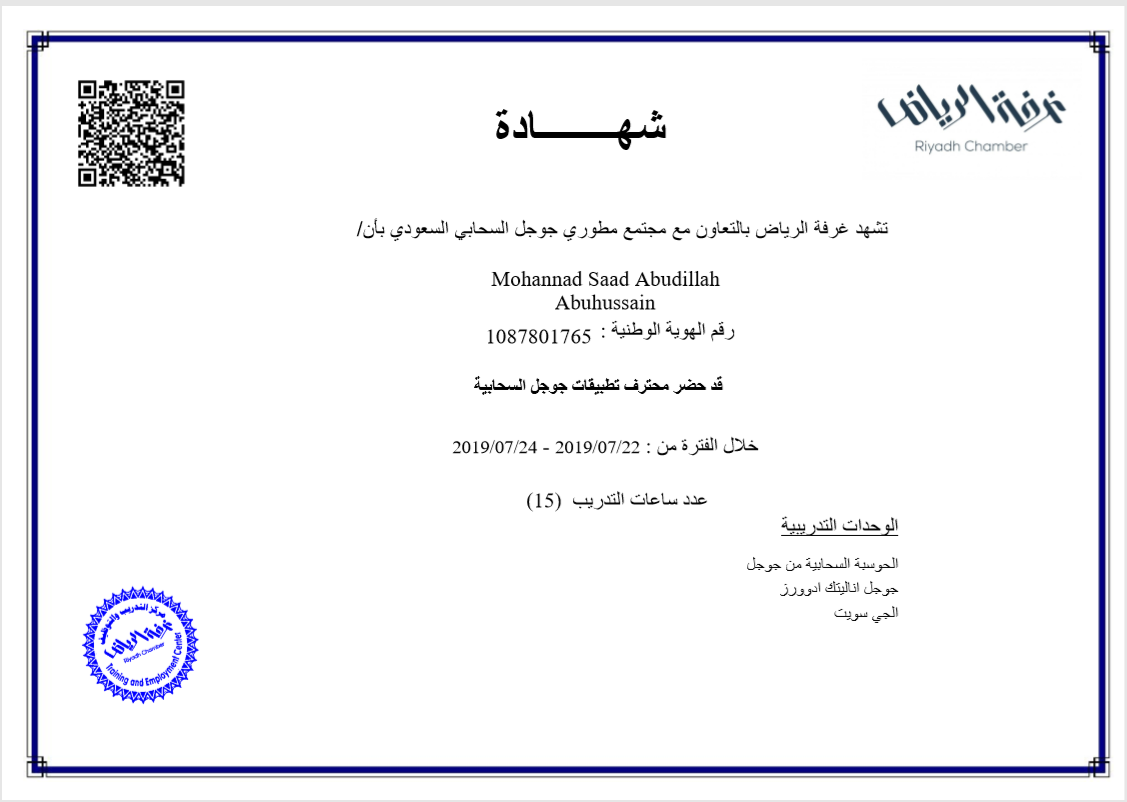 غرفة الرياض
Riyadh Chamber
شهـــــــــادة
تشهد غرفة الرياض بالتعاون مع مجتمع مطوري جوجل السحابي السعودي بأن/
Mohannad Saad Abudillah
Abuhussain
رقم الهوية الوطنية : 1087801765
قد حضر محترف تطبيقات جوجل السحابية
خلال الفترة من : 2019/07/22 - 2019/07/24
عدد ساعات التدريب (15)
الوحدات التدريبية
الحوسبة السحابية من جوجل
جوجل اناليتك ادوورز
الجي سويت
مركز التدريب والتوظيف
غرفة الرياض
Riyadh Chamber
Training and Employment Center